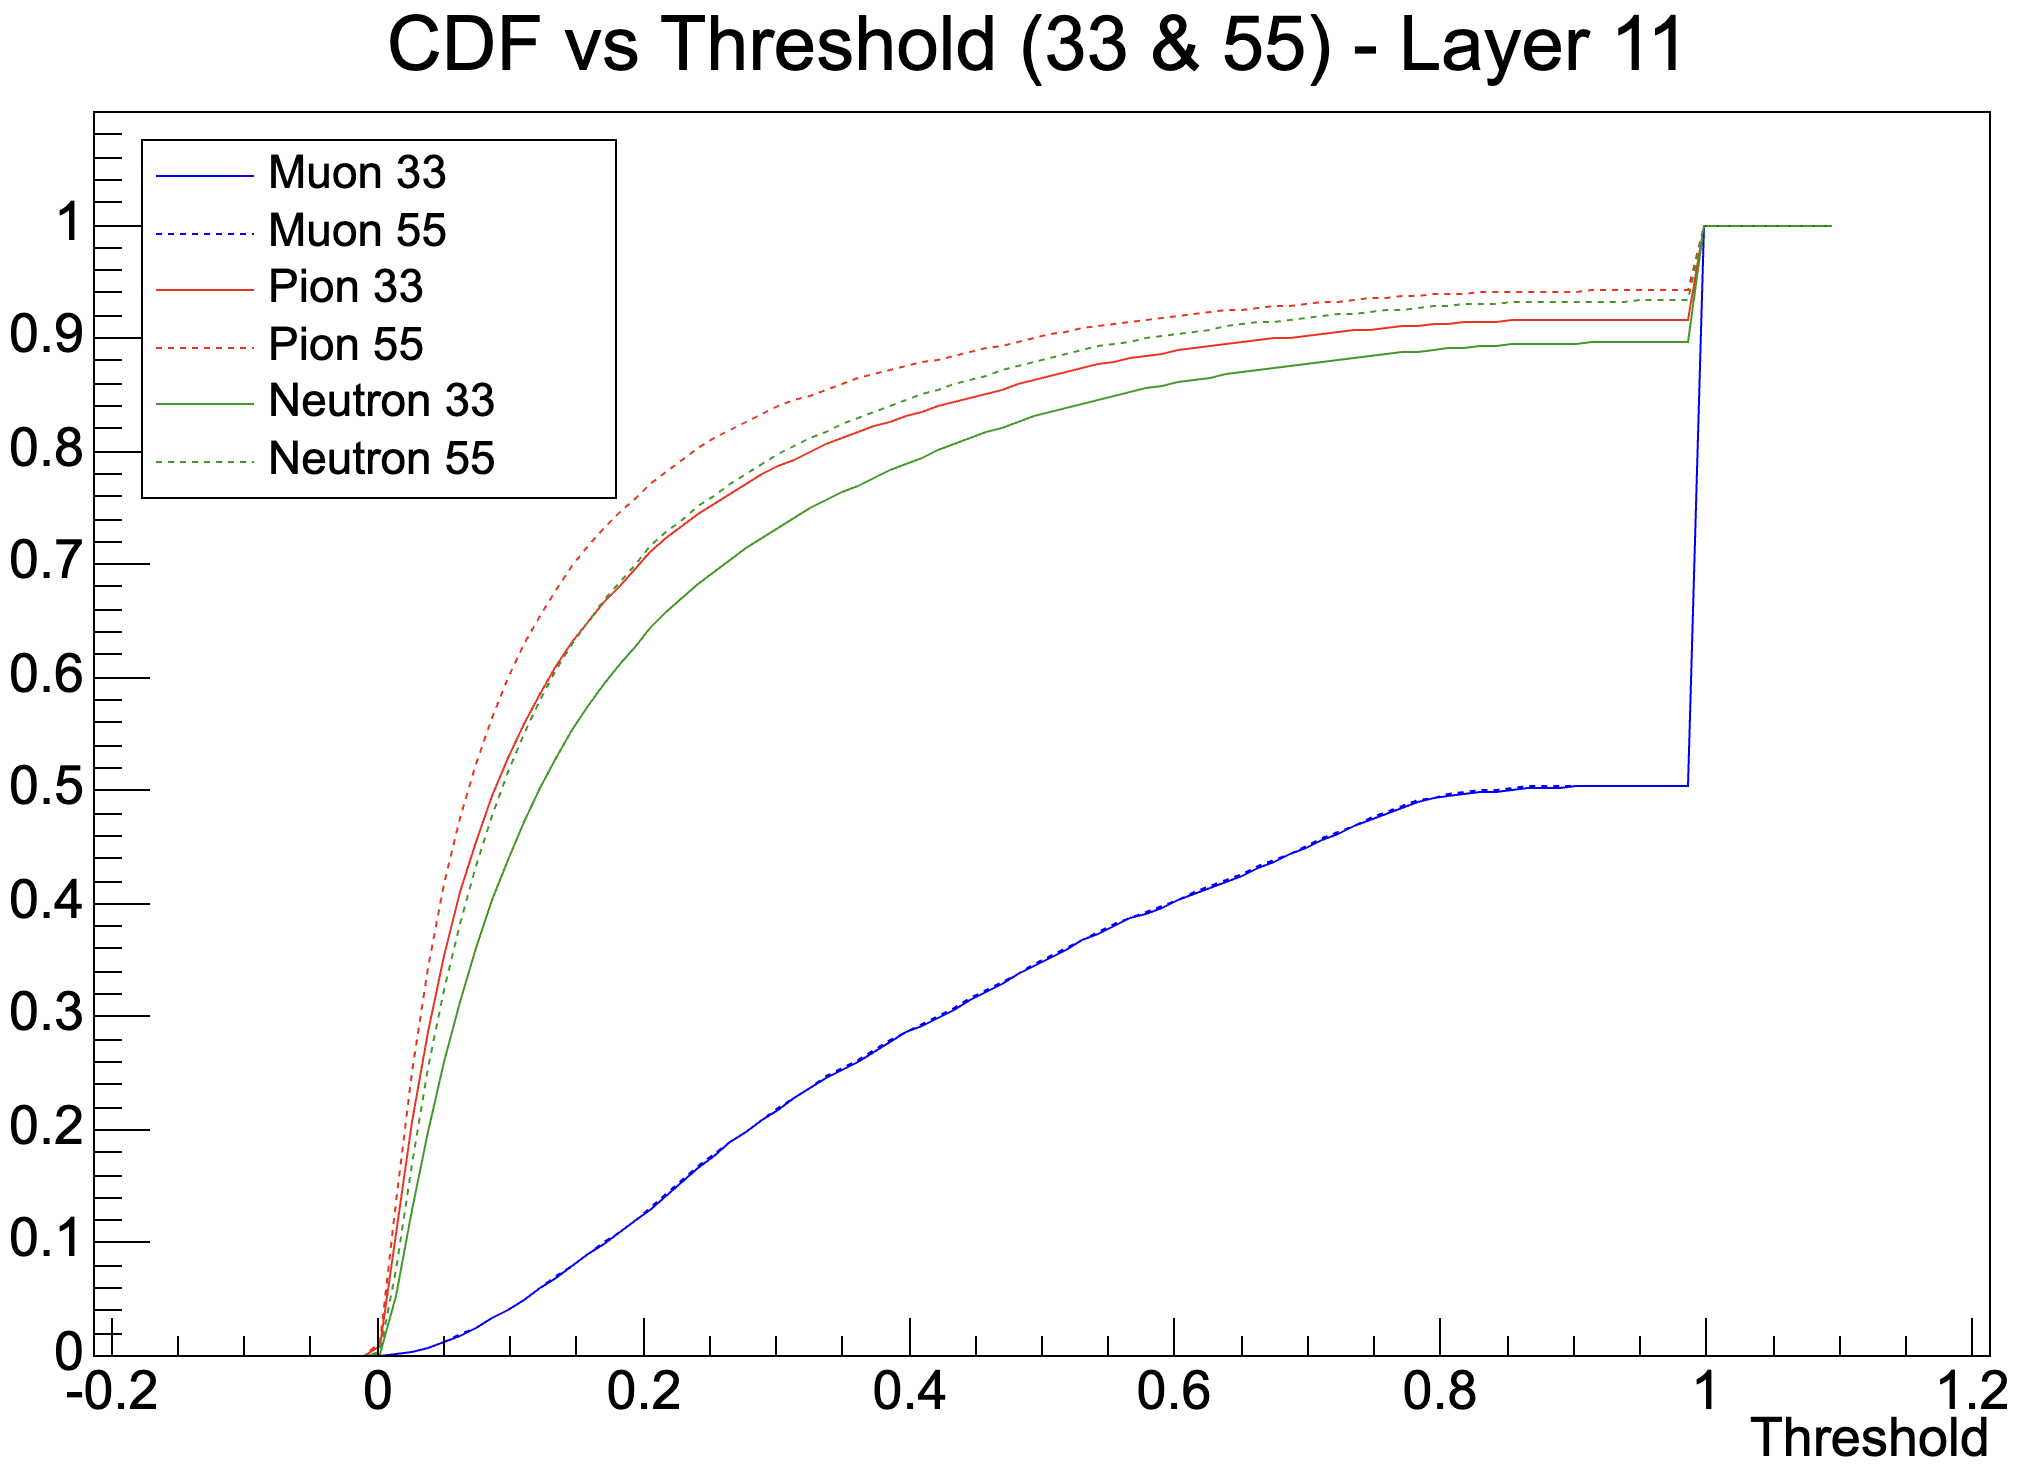 CDF vs Threshold (33 & 55) - Layer 11
Muon 33
Muon 55
Pion 33
Pion 55
Neutron 33
Neutron 55
1
0.9
0.8
0.7
0.6
0.5
0.4
0.3
0.2
0.1
0
-0.2 0 0.2 0.4 0.6 0.8 1 1.2
Threshold